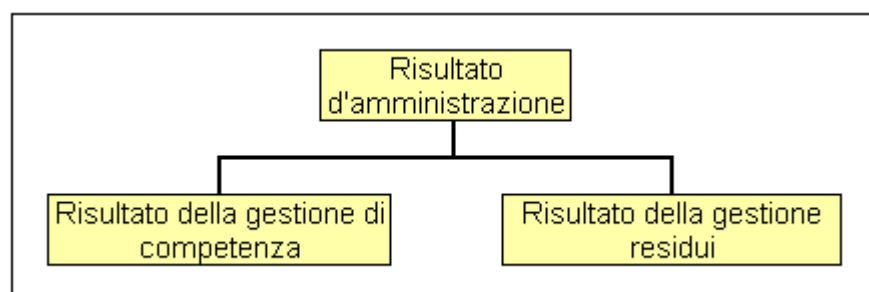 Risultato
d'amministrazione
Risultato della gestione di
competenza
Risultato della gestione
residui